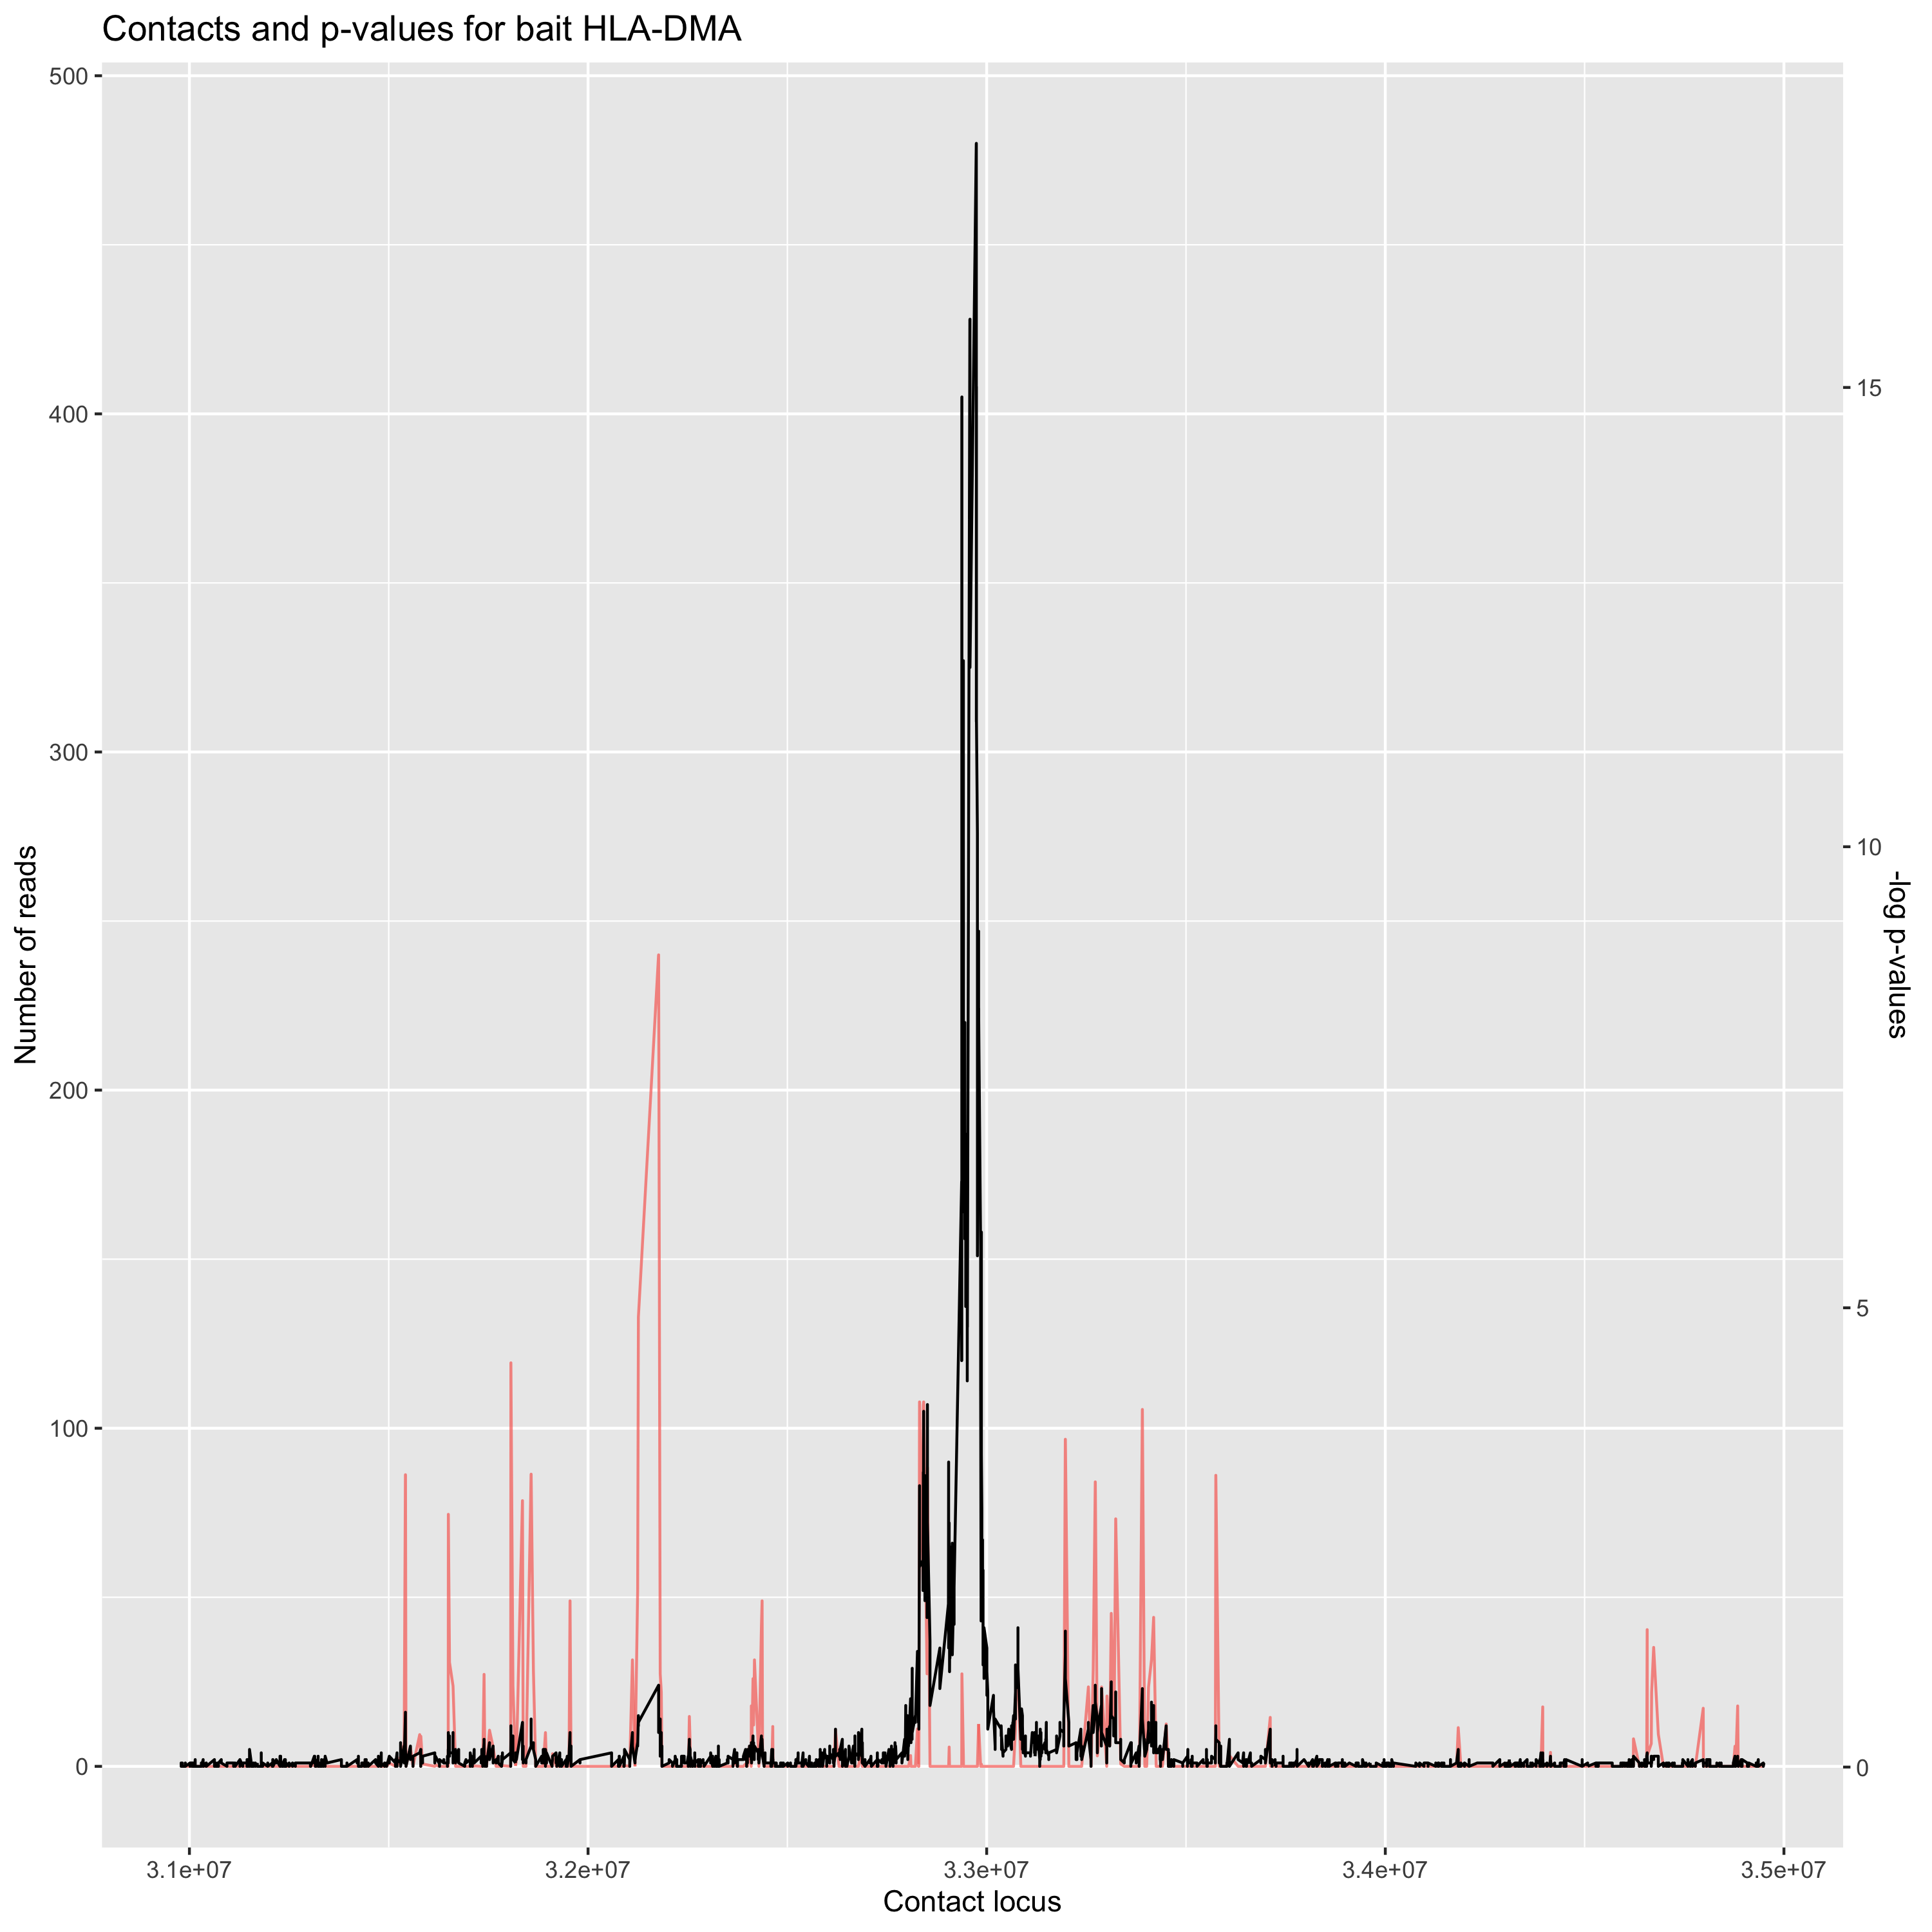 Contacts and p-values for bait HLA-DMA
500
400
300
200
100
0
Number of reads
15
10
5
0
-log p-values
3.1e+07 3.2e+07 3.3e+07 3.4e+07 3.5e+07
Contact locus